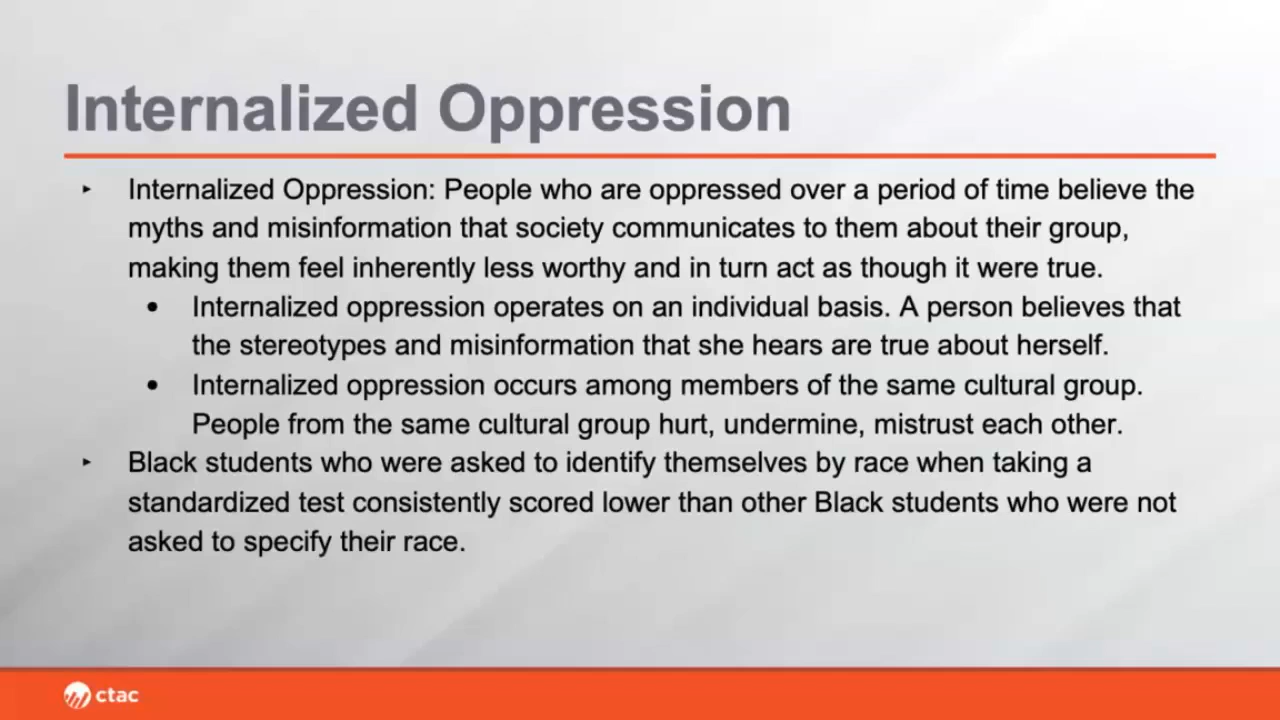 Internalized Oppression
‣ Internalized Oppression: People who are oppressed over a period of time believe the
myths and misinformation that society communicates to them about their group,
making them feel inherently less worthy and in turn act as though it were true.
• Internalized oppression operates on an individual basis. A person believes that
the stereotypes and misinformation that she hears are true about herself.
• Internalized oppression occurs among members of the same cultural group.
People from the same cultural group hurt, undermine, mistrust each other.
‣ Black students who were asked to identify themselves by race when taking a
standardized test consistently scored lower than other Black students who were not
asked to specify their race.
ctac